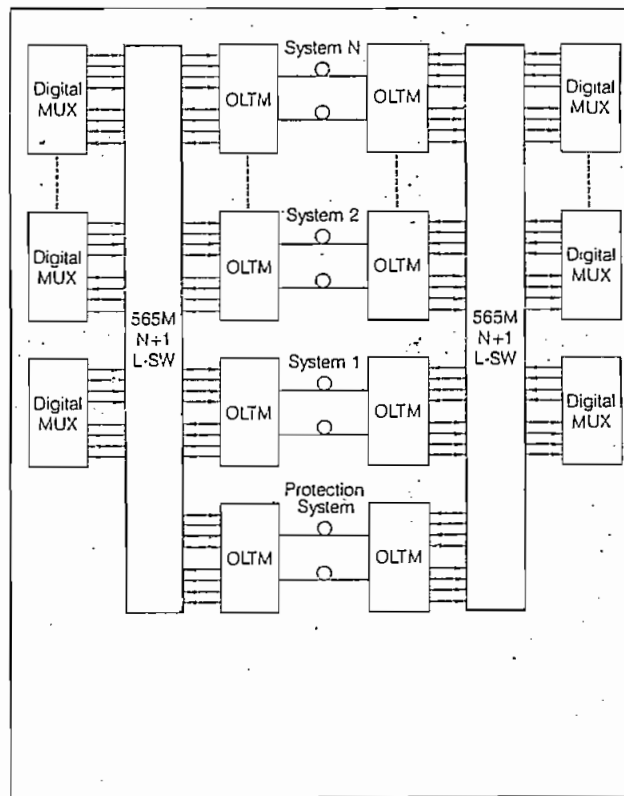 System N
Digital
MUX
OLTM
OLTM
Digital
MUX
System 2
Digital
MUX
OLTM
OLTM
Digital
MUX
565M
N+1
L-SW
565M
N+1
L-SW
System 1
Digital
MUX
OLTM
OLTM
Digital
MUX
Protection
System
OLTM
OLTM